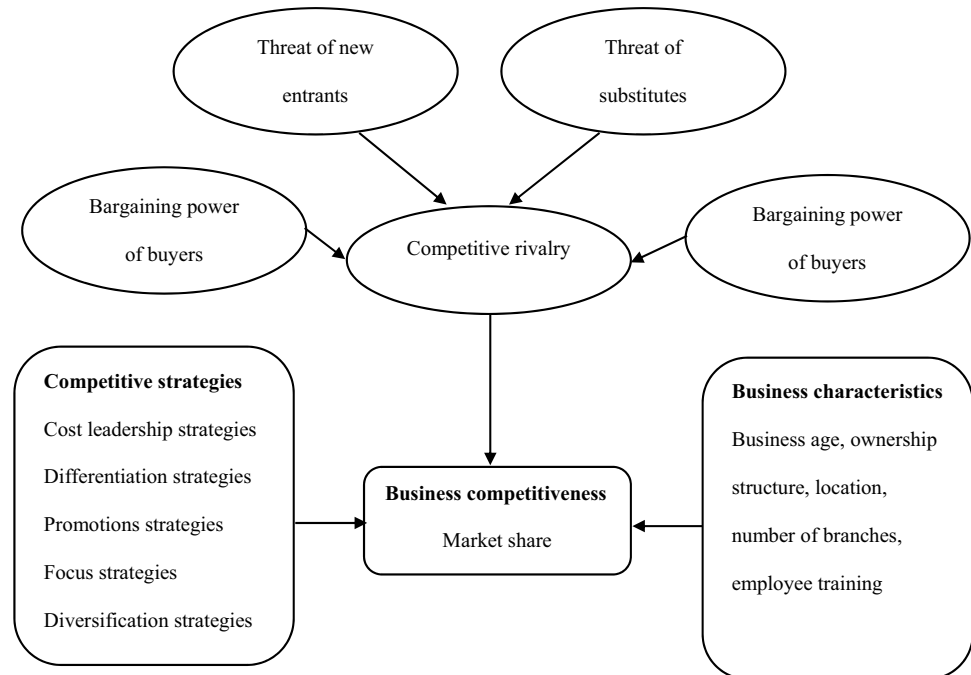 Threat of new
entrants
Threat of
substitutes
Bargaining power
of buyers
Competitive rivalry
Bargaining power
of buyers
Competitive strategies
Cost leadership strategies
Differentiation strategies
Promotions strategies
Focus strategies
Diversification strategies
Business competitiveness
Market share
Business characteristics
Business age, ownership
structure, location,
number of branches,
employee training